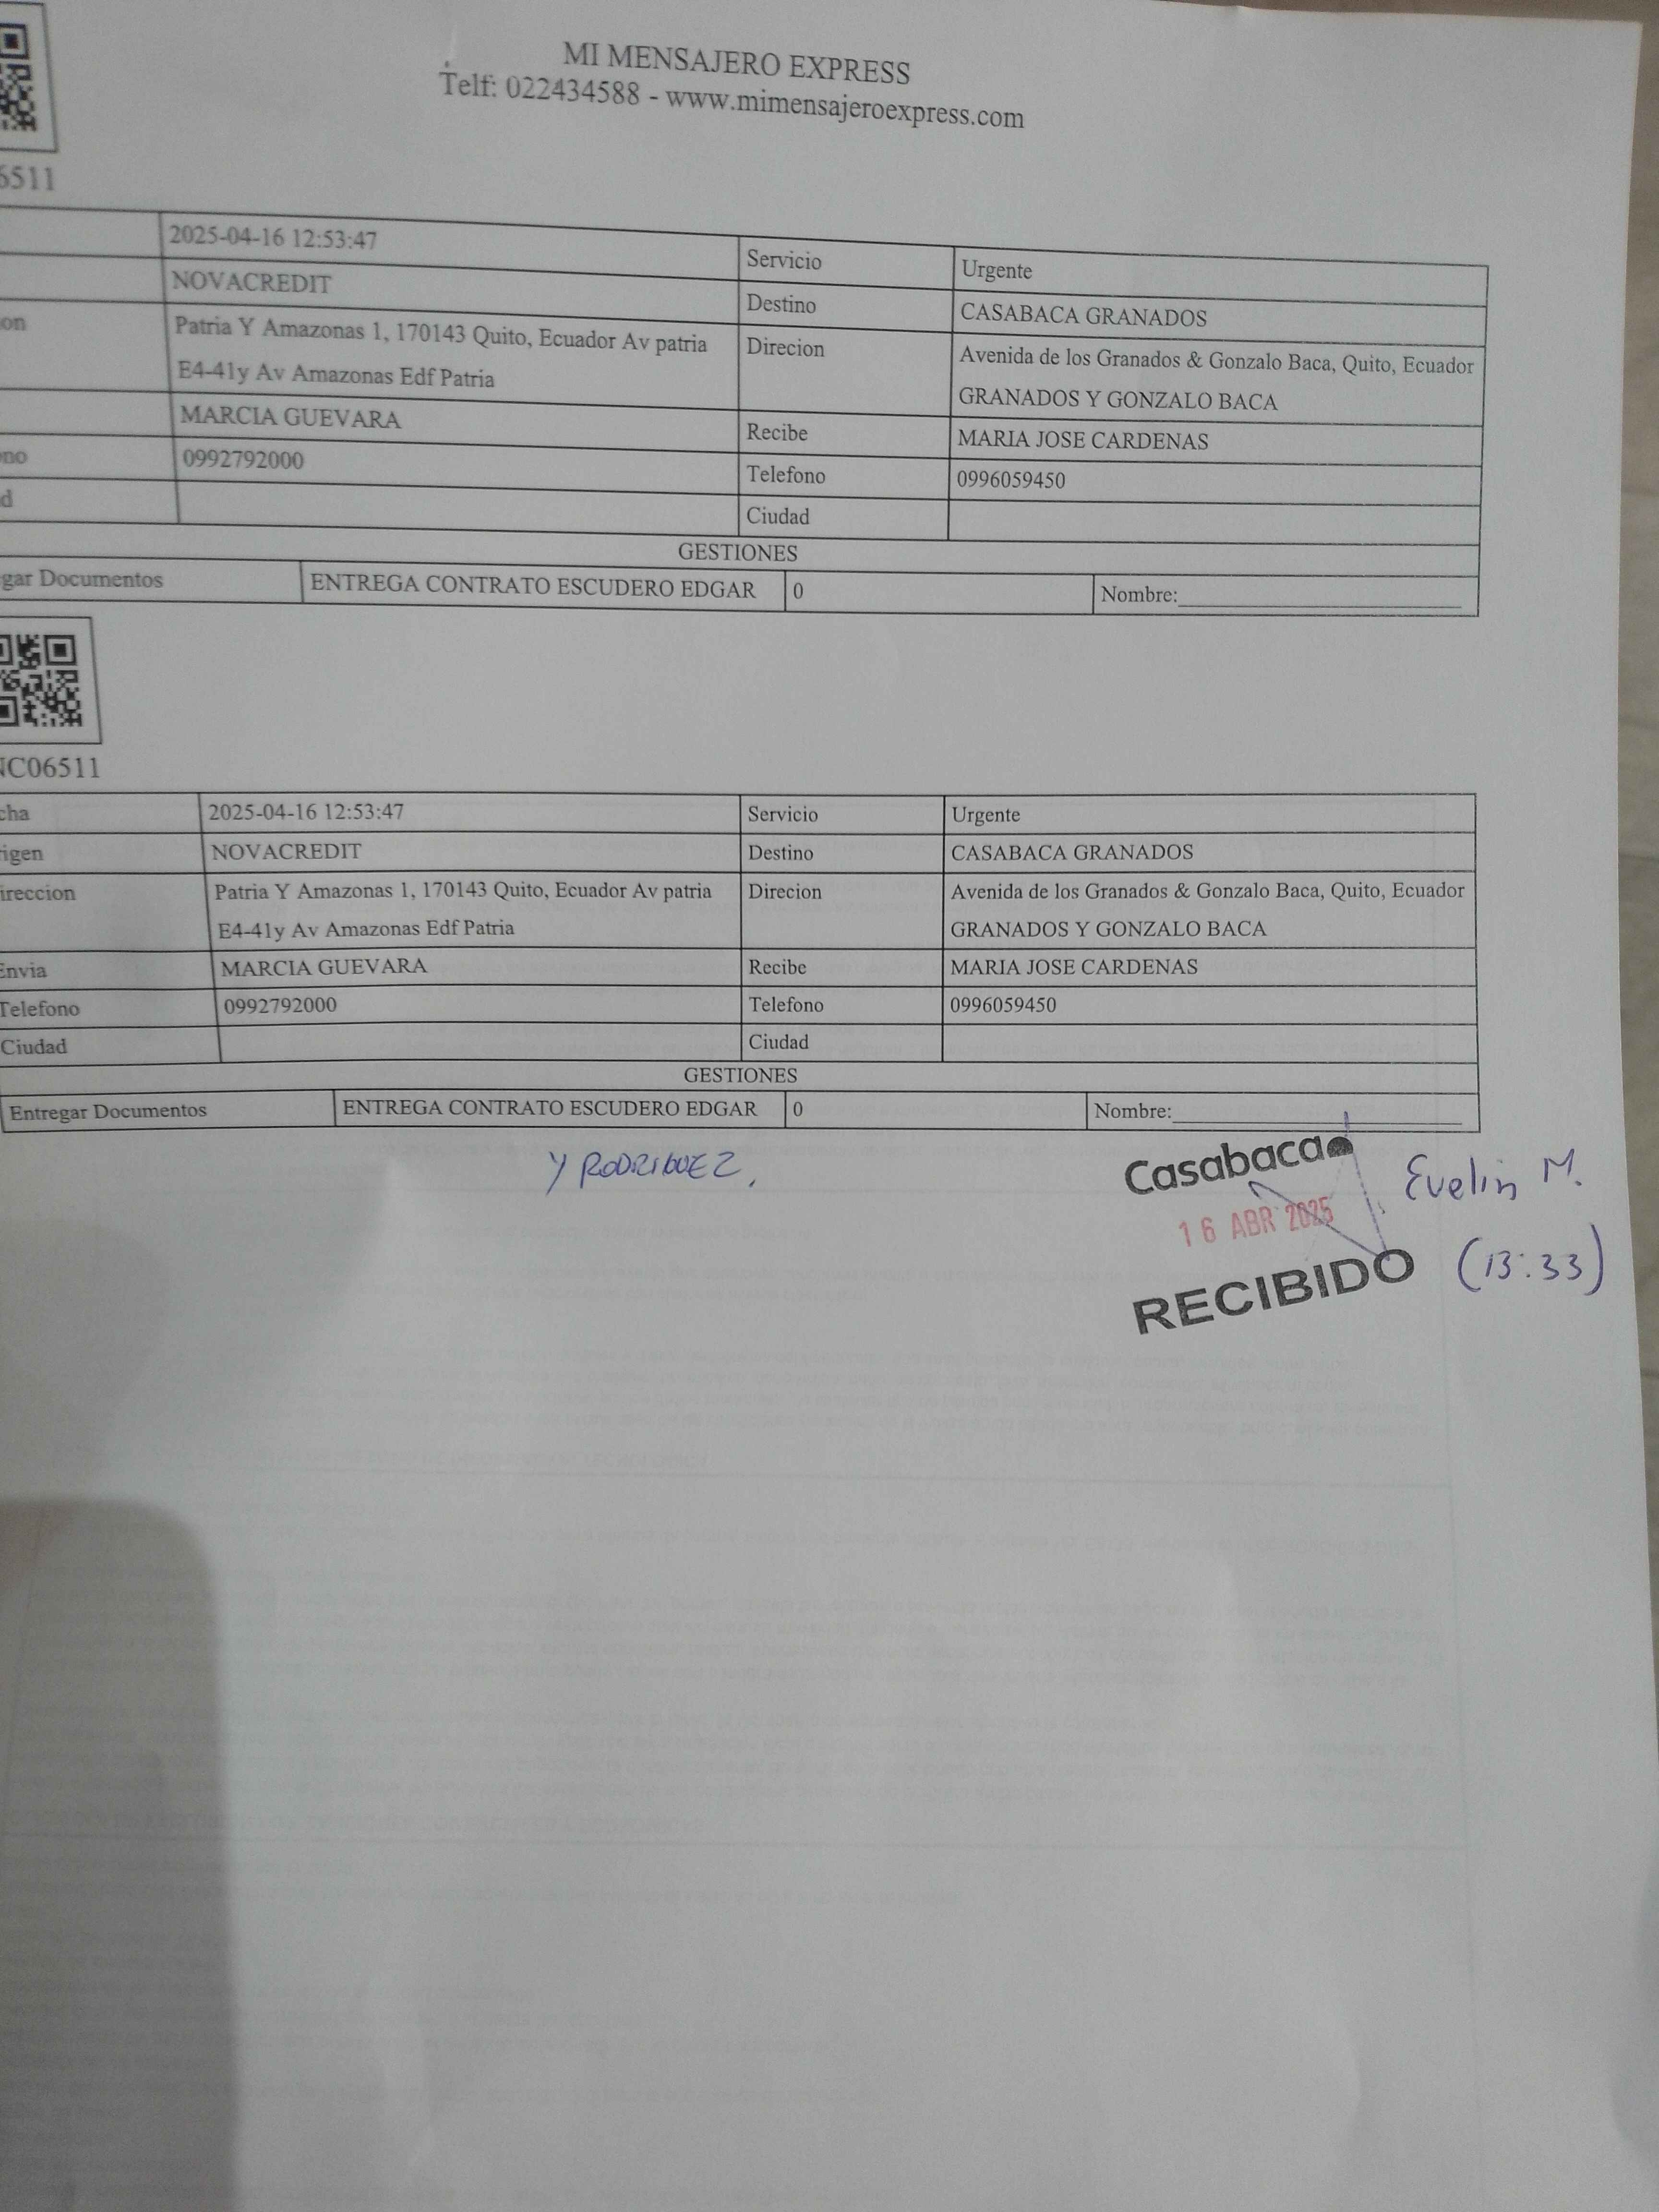 MI MENSAJERO EXPRESS
Telf: 022434588 - www.mimensajeroexpress.com
6511
2025-04-16 12:53:47 Servicio Urgente
NOVACREDIT Destino CASABACA GRANADOS
on Patria Y Amazonas 1, 170143 Quito, Ecuador Av patria Direcion Avenida de los Granados & Gonzalo Baca, Quito, Ecuador
E4-41y Av Amazonas Edf Patria GRANADOS Y GONZALO BACA
MARCIA GUEVARA Recibe MARIA JOSE CARDENAS
no 0992792000 Telefono 0996059450
d Ciudad
GESTIONES
gar Documentos ENTREGA CONTRATO ESCUDERO EDGAR 0 Nombre:
NC06511
cha 2025-04-16 12:53:47 Servicio Urgente
rigen NOVACREDIT Destino CASABACA GRANADOS
ireccion Patria Y Amazonas 1, 170143 Quito, Ecuador Av patria Direcion Avenida de los Granados & Gonzalo Baca, Quito, Ecuador
E4-41y Av Amazonas Edf Patria GRANADOS Y GONZALO BACA
Envia MARCIA GUEVARA Recibe MARIA JOSE CARDENAS
Telefono 0992792000 Telefono 0996059450
Ciudad Ciudad
GESTIONES
Entregar Documentos ENTREGA CONTRATO ESCUDERO EDGAR 0 Nombre:
Y RODRIGUEZ,
Casabaca
Evelin M.
16 ABR 2025
RECIBIDO
(13:33)